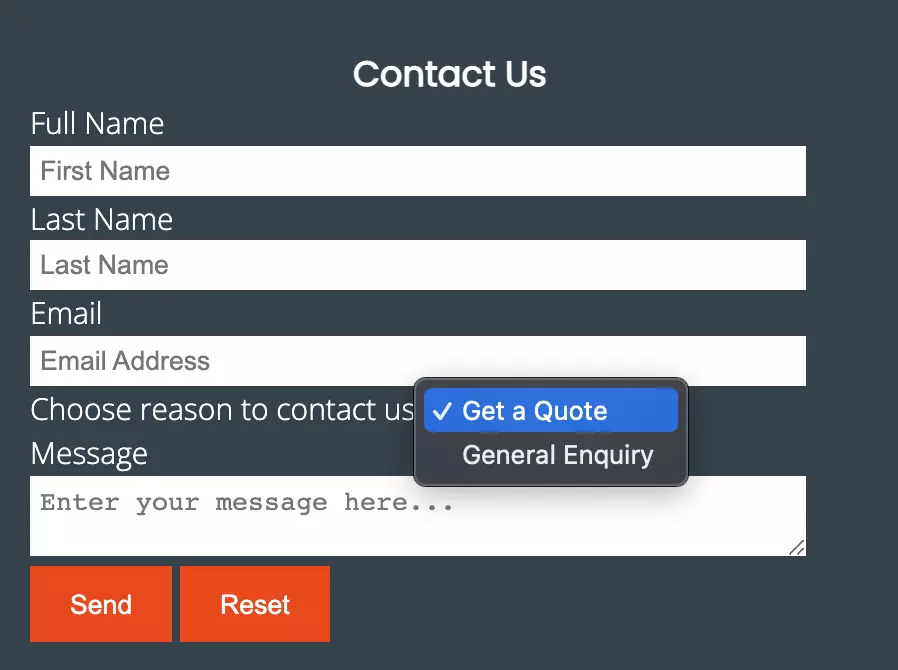 Contact Us
Full Name
First Name
Last Name
Last Name
Email
Email Address
Choose reason to contact us
Get a Quote
General Enquiry
Message
Enter your message here...
Send
Reset